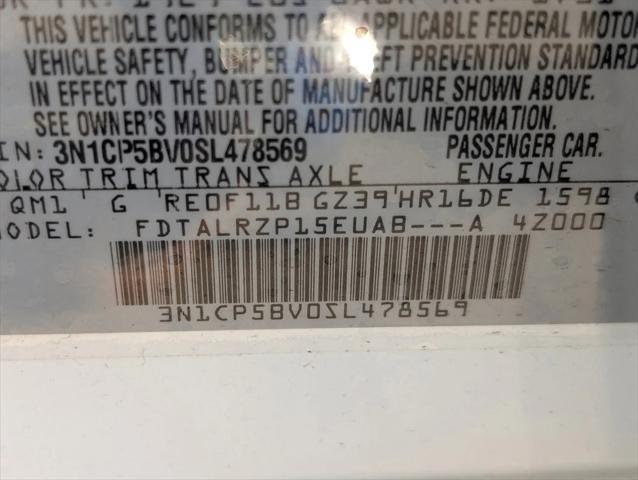 THIS VEHICLE CONFORMS TO ALL APPLICABLE FEDERAL MOTOR
VEHICLE SAFETY, BUMPER AND THEFT PREVENTION STANDARD
IN EFFECT ON THE DATE OF MANUFACTURE SHOWN ABOVE.
SEE OWNER'S MANUAL FOR ADDITIONAL INFORMATION.
IN: 3N1CP5BV0SL478569 PASSENGER CAR.
OLOR TRIM TRANS AXLE ENGINE
QM1 G RE0F11B GZ39 HR16DE 1598
MODEL: FDTALRZP15EUAB---A 4Z000
3N1CP5BV0SL478569